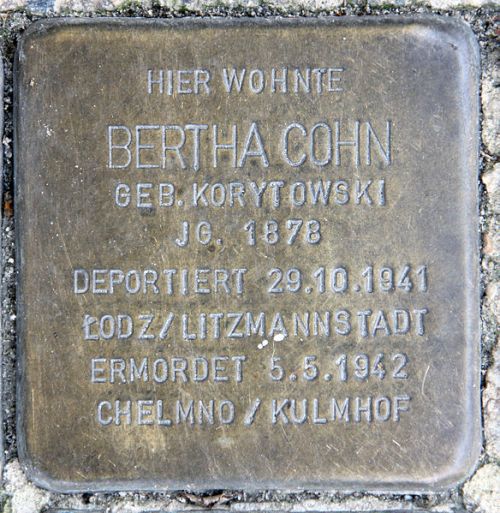 HIER WOHNTE
BERTHA COHN
GEB. KORYTOWSKI
JG. 1878
DEPORTIERT 29.10.1941
ŁODZ / LITZMANNSTADT
ERMORDET 5.5.1942
CHELMNO / KULMHOF